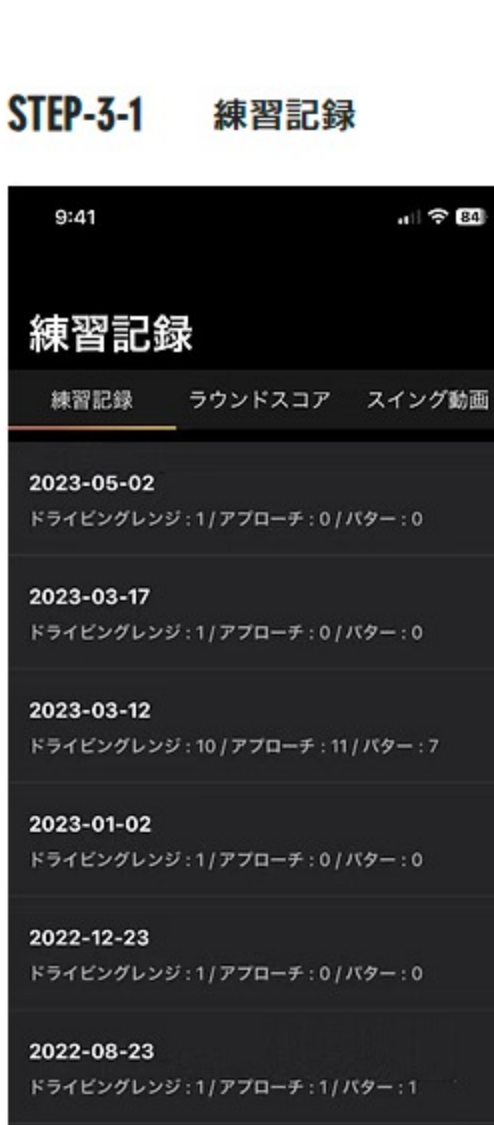 STEP-3-1 練習記録
9:41 84
練習記録
練習記録 ラウンドスコア スイング動画
2023-05-02
ドライビングレンジ : 1 / アプローチ : 0 / パター : 0
2023-03-17
ドライビングレンジ : 1 / アプローチ : 0 / パター : 0
2023-03-12
ドライビングレンジ : 10 / アプローチ : 11 / パター : 7
2023-01-02
ドライビングレンジ : 1 / アプローチ : 0 / パター : 0
2022-12-23
ドライビングレンジ : 1 / アプローチ : 0 / パター : 0
2022-08-23
ドライビングレンジ : 1 / アプローチ : 1 / パター : 1